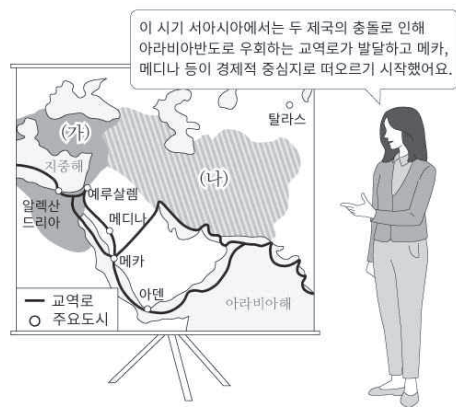 이 시기 서아시아에서는 두 제국의 충돌로 인해
아라비아반도로 우회하는 교역로가 발달하고 메카,
메디나 등이 경제적 중심지로 떠오르기 시작했어요.
(가)
탈라스
지중해
(나)
예루살렘
알렉산
드리아
메디나
메카
아덴
아라비아해
교역로
주요도시